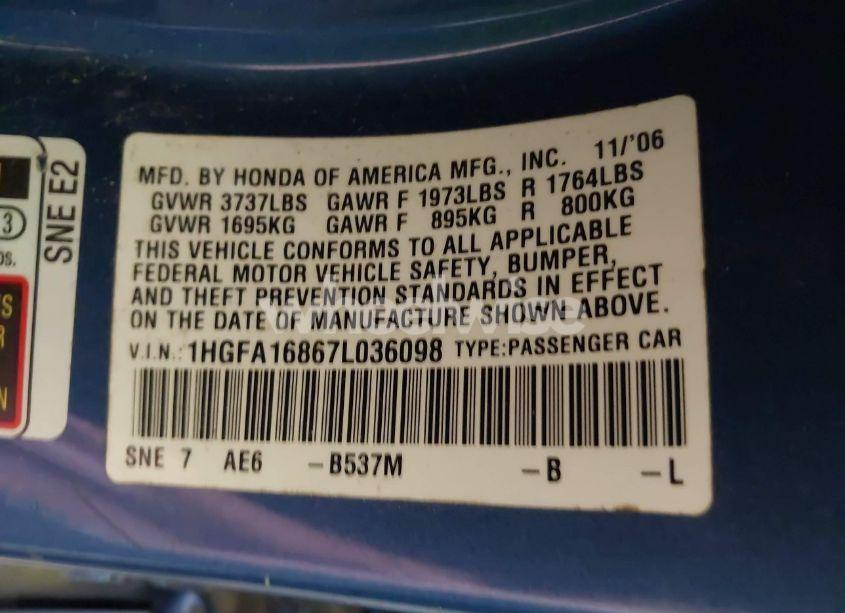 MFD. BY HONDA OF AMERICA MFG., INC. 11/'06
GVWR 3737LBS GAWR F 1973LBS R 1764LBS
GVWR 1695KG GAWR F 895KG R 800KG
THIS VEHICLE CONFORMS TO ALL APPLICABLE
FEDERAL MOTOR VEHICLE SAFETY, BUMPER,
AND THEFT PREVENTION STANDARDS IN EFFECT
ON THE DATE OF MANUFACTURE SHOWN ABOVE.
V.I.N.: 1HGFA16867L036098 TYPE:PASSENGER CAR
SNE 7 AE6 -B537M -B -L
SNE E2
3